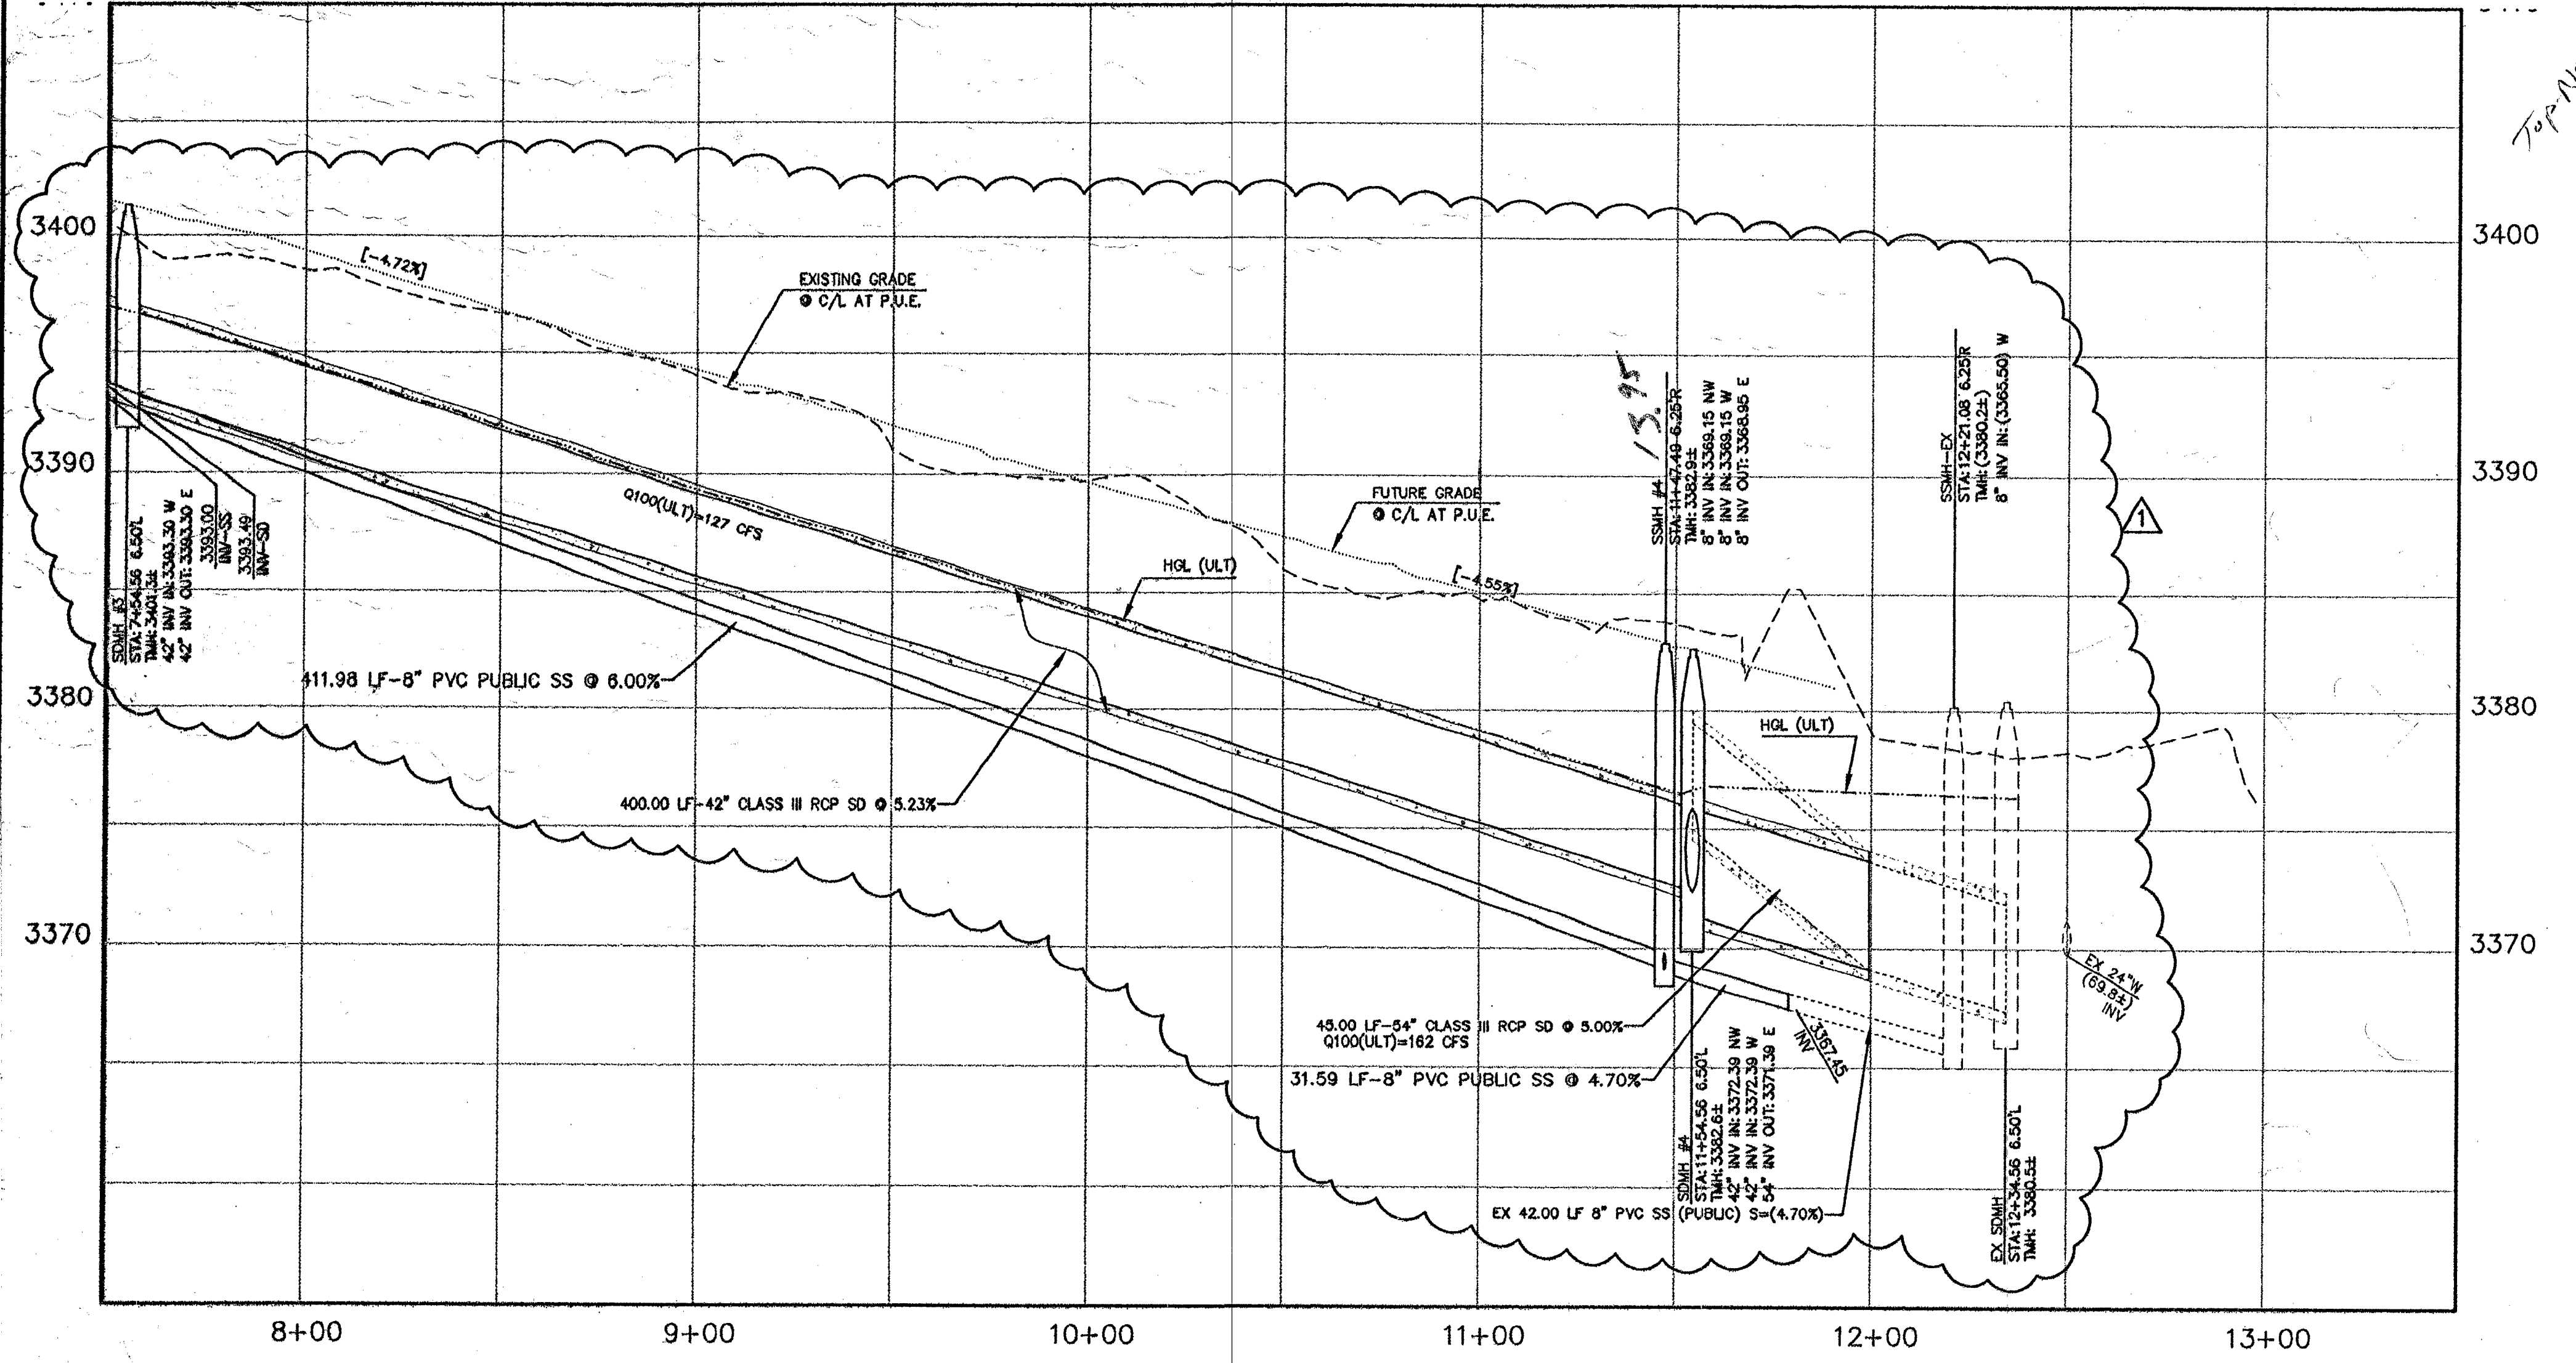 3400
3390
3380
3370
3400
3390
3380
3370
8+00
9+00
10+00
11+00
12+00
13+00
[-4.72%]
EXISTING GRADE
@ C/L AT P.U.E.
Q100(ULT)=127 CFS
FUTURE GRADE
@ C/L AT P.U.E.
HGL (ULT)
[-4.55%]
HGL (ULT)
SDMH #3
STA:7+54.56 6.50'L
TMH:3401.3±
42" INV IN:3393.30 W
42" INV OUT:3393.30 E
3393.00
INV-SS
3393.49
INV-SD
411.98 LF-8" PVC PUBLIC SS @ 6.00%
400.00 LF-42" CLASS III RCP SD @ 5.23%
13.95
SSMH #4
STA:11+47.49 6.25'R
TMH: 3382.9±
8" INV IN:3369.15 NW
8" INV IN:3369.15 W
8" INV OUT: 3368.95 E
SSMH-EX
STA:12+21.08 6.25'R
TMH:(3380.2±)
8" INV IN:(3365.50) W
1
45.00 LF-54" CLASS III RCP SD @ 5.00%
Q100(ULT)=162 CFS
31.59 LF-8" PVC PUBLIC SS @ 4.70%
3367.45
INV
SDMH #4
STA:11+54.56 6.50'L
TMH:3382.6±
42" INV IN:3372.39 NW
42" INV IN:3372.39 W
54" INV OUT:3371.39 E
EX 42.00 LF 8" PVC SS (PUBLIC) S=(4.70%)
EX SDMH
STA:12+34.56 6.50'L
TMH: 3380.5±
EX 24"W
(69.8±)
INV
Top